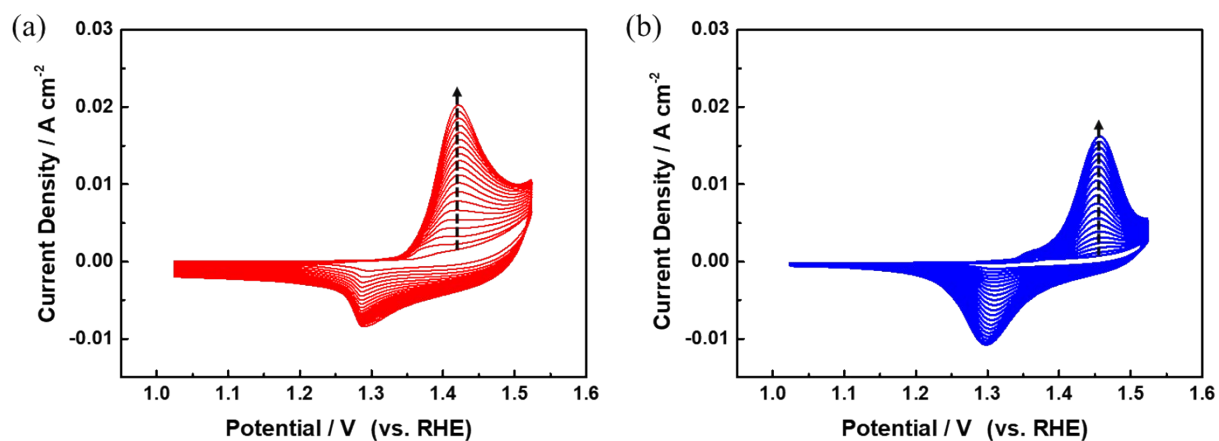 (a)
0.03
0.02
0.01
0.00
-0.01
Current Density / A cm-2
1.0 1.1 1.2 1.3 1.4 1.5 1.6
Potential / V (vs. RHE)
(b)
0.03
0.02
0.01
0.00
-0.01
Current Density / A cm-2
1.0 1.1 1.2 1.3 1.4 1.5 1.6
Potential / V (vs. RHE)